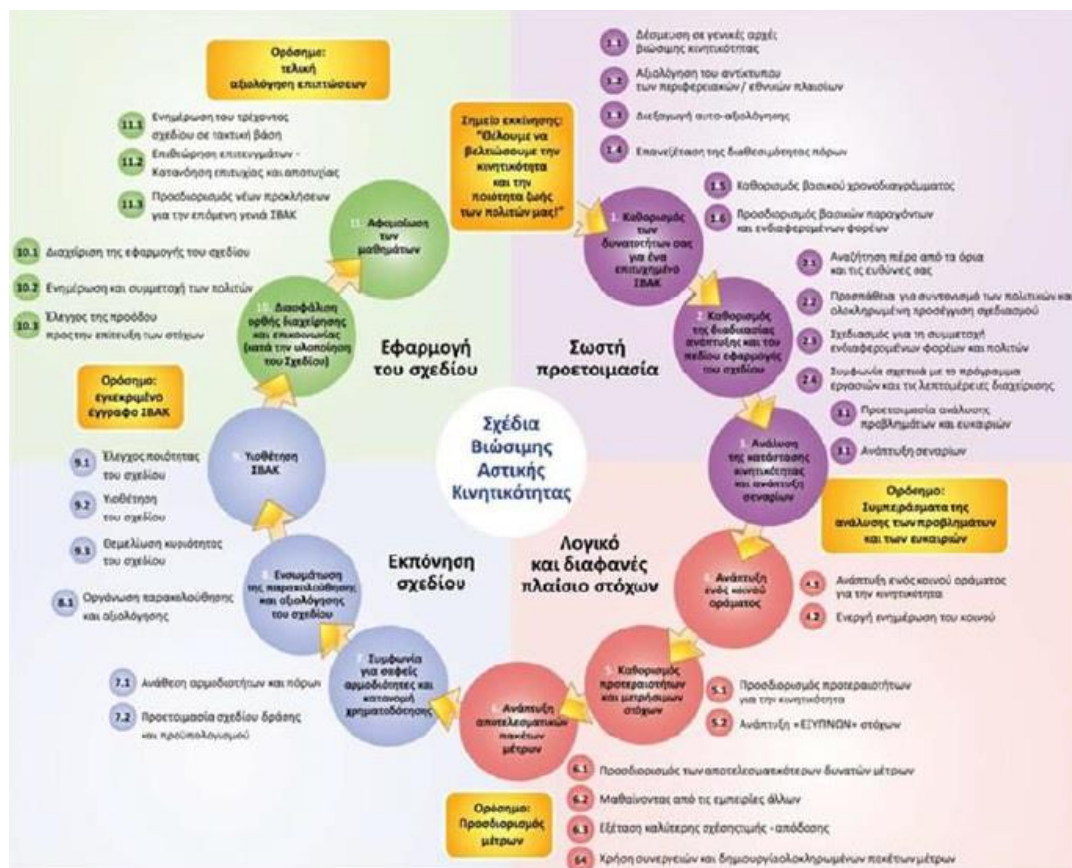 Ορόσημο:
τελική
αξιολόγηση επιπτώσεων
11.1 Ενημέρωση του τρέχοντος
σχεδίου σε τακτική βάση
11.2 Επιθεώρηση επιτευγμάτων -
Κατανόηση επιτυχίας και αποτυχίας
11.3 Προσδιορισμός νέων προκλήσεων
για την επόμενη γενιά ΣΒΑΚ
11. Αφομοίωση
των
μαθημάτων
10.1 Διαχείριση της εφαρμογής του σχεδίου
10.2 Ενημέρωση και συμμετοχή των πολιτών
10.3 Έλεγχος της προόδου
προς την επίτευξη των στόχων
10. Διασφάλιση
ορθής διαχείρησης
και επικοινωνίας
(κατά την υλοποίηση
του Σχεδίου)
Εφαρμογή
του σχεδίου
Σημείο εκκίνησης:
"Θέλουμε να
βελτιώσουμε την
κινητικότητα
και την
ποιότητα ζωής
των πολιτών μας!"
1.1 Δέσμευση σε γενικές αρχές
βιώσιμης κινητικότητας
1.2 Αξιολόγηση του αντίκτυπου
των περιφερειακών / εθνικών πλαισίων
1.3 Διεξαγωγή αυτο-αξιολόγησης
1.4 Επανεξέταση της διαθεσιμότητας πόρων
1.5 Καθορισμός βασικού χρονοδιαγράμματος
1.6 Προσδιορισμός βασικών παραγόντων
και ενδιαφερομένων φορέων
1. Καθορισμός
των
δυνατοτήτων σας
για ένα
επιτυχημένο ΣΒΑΚ
2.1 Αναζήτηση πέρα από τα όρια
και τις ευθύνες σας
2.2 Προσπάθεια για συντονισμό των πολιτικών και
ολοκληρωμένη προσέγγιση σχεδιασμού
2.3 Σχεδιασμός για τη συμμετοχή
ενδιαφερομένων φορέων και πολιτών
2.4 Συμφωνία σχετικά με το πρόγραμμα
εργασιών και τις λεπτομέρειες διαχείρισης
2. Καθορισμός
της διαδικασίας
ανάπτυξης και του
πεδίου εφαρμογής
του σχεδίου
Σωστή
προετοιμασία
3.1 Προετοιμασία ανάλυσης
προβλημάτων και ευκαιριών
3.1 Ανάπτυξη σεναρίων
3. Ανάλυση
της κατάστασης
κινητικότητας
και ανάπτυξη
σεναρίων
Ορόσημο:
Συμπεράσματα της
ανάλυσης των προβλημάτων
και των ευκαιριών
Σχέδια
Βιώσιμης
Αστικής
Κινητικότητας
Ορόσημο:
εγκεκριμένο
έγγραφο ΣΒΑΚ
9.1 Έλεγχος ποιότητας
του σχεδίου
9.2 Υιοθέτηση
του σχεδίου
9.3 Θεμελίωση κυριότητας
του σχεδίου
9. Υιοθέτηση
ΣΒΑΚ
Εκπόνηση
σχεδίου
8. Ενσωμάτωση
της παρακολούθησης
και αξιολόγησης
του σχεδίου
8.1 Οργάνωση παρακολούθησης
και αξιολόγησης
7. Συμφωνία
για σαφείς
αρμοδιότητες και
κατανομή
χρηματοδότησης
7.1 Ανάθεση αρμοδιοτήτων και πόρων
7.2 Προετοιμασία σχεδίου δράσης
και προϋπολογισμού
Λογικό
και διαφανές
πλαίσιο στόχων
4. Ανάπτυξη
ενός κοινού
οράματος
4.1 Ανάπτυξη ενός κοινού οράματος
για την κινητικότητα
4.2 Ενεργή ενημέρωση του κοινού
5. Καθορισμός
προτεραιοτήτων
και μετρήσιμων
στόχων
5.1 Προσδιορισμός προτεραιοτήτων
για την κινητικότητα
5.2 Ανάπτυξη «ΕΞΥΠΝΩΝ» στόχων
6. Ανάπτυξη
αποτελεσματικών
πακέτων
μέτρων
Ορόσημο:
Προσδιορισμός
μέτρων
6.1 Προσδιορισμός των αποτελεσματικότερων δυνατών μέτρων
6.2 Μαθαίνοντας από τις εμπειρίες άλλων
6.3 Εξέταση καλύτερης σχέσης τιμής - απόδοσης
6.4 Χρήση συνεργειών και δημιουργία ολοκληρωμένων πακέτων μέτρων